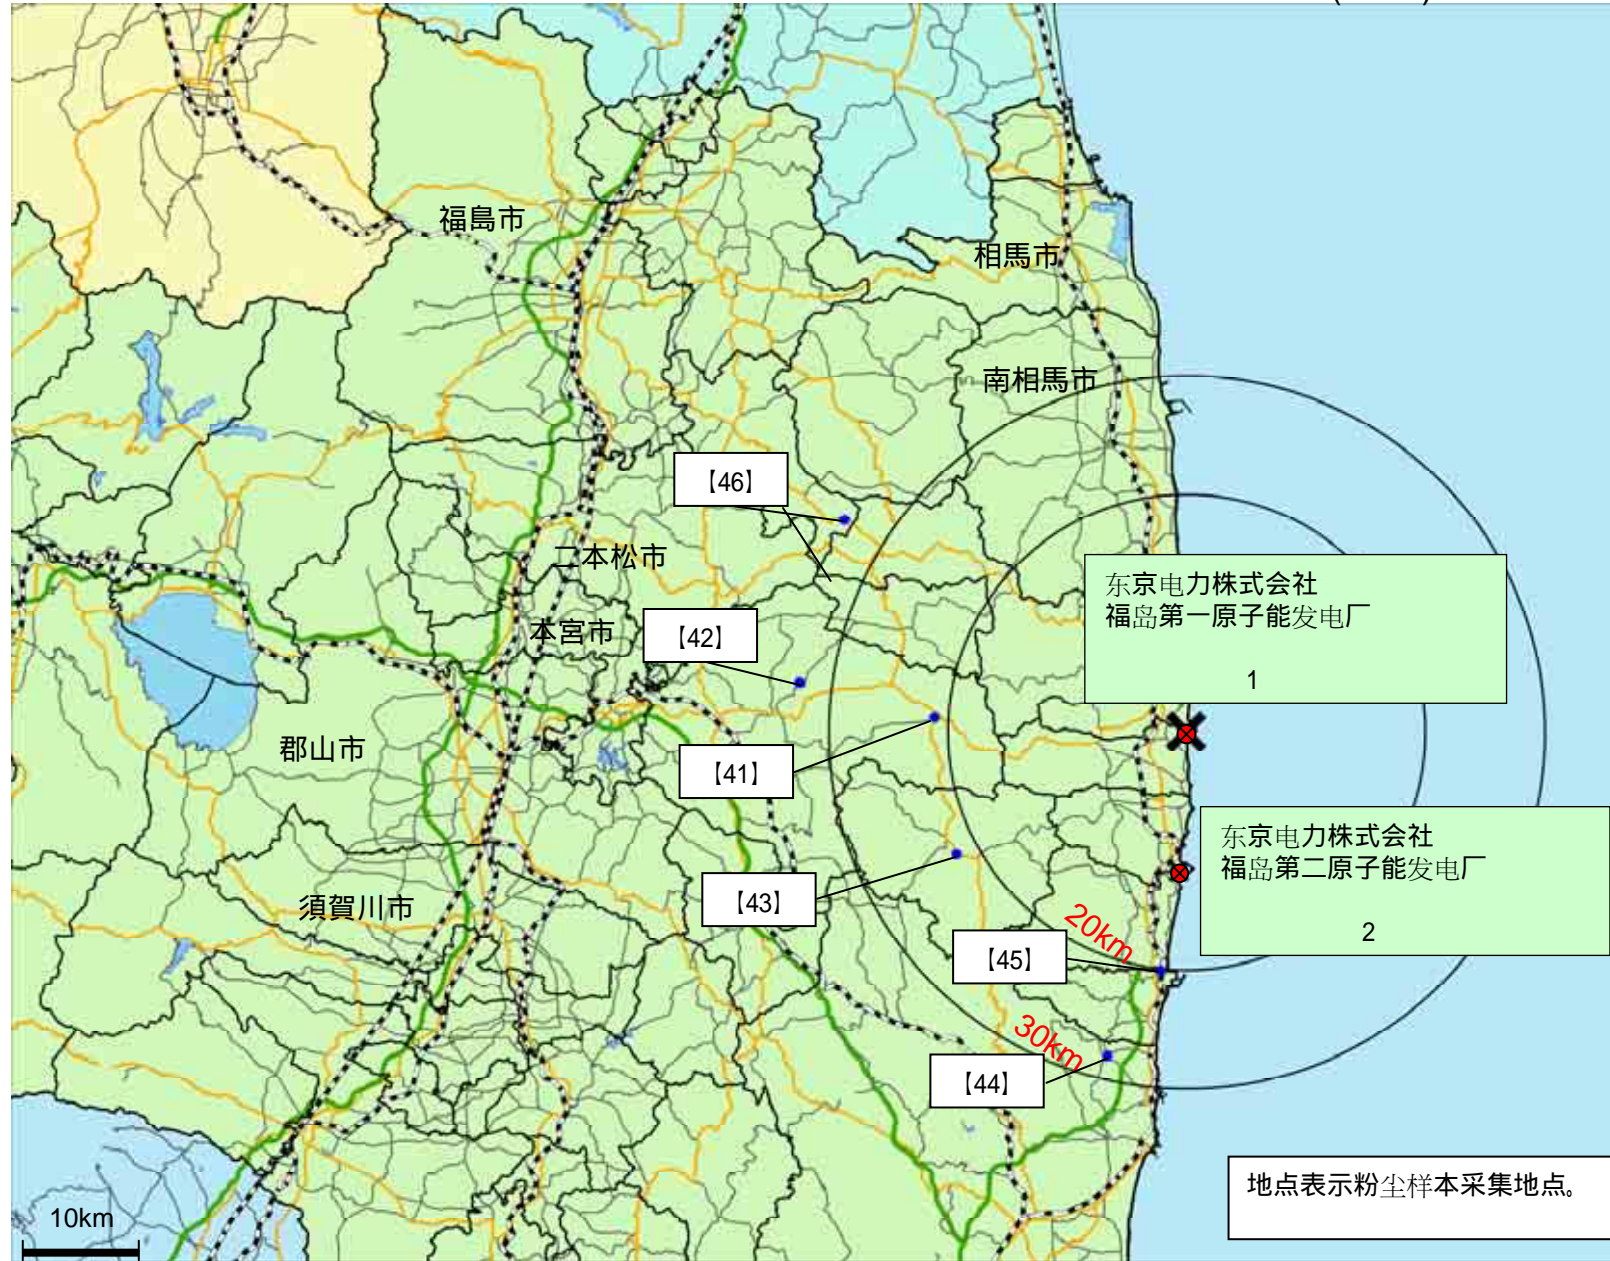 福島市
相馬市
南相馬市
【46】
二本松市
东京电力株式会社
福岛第一原子能发电厂
1
本宮市
【42】
郡山市
【41】
东京电力株式会社
福岛第二原子能发电厂
2
【43】
須賀川市
20km
【45】
30km
【44】
地点表示粉尘样本采集地点。
10km